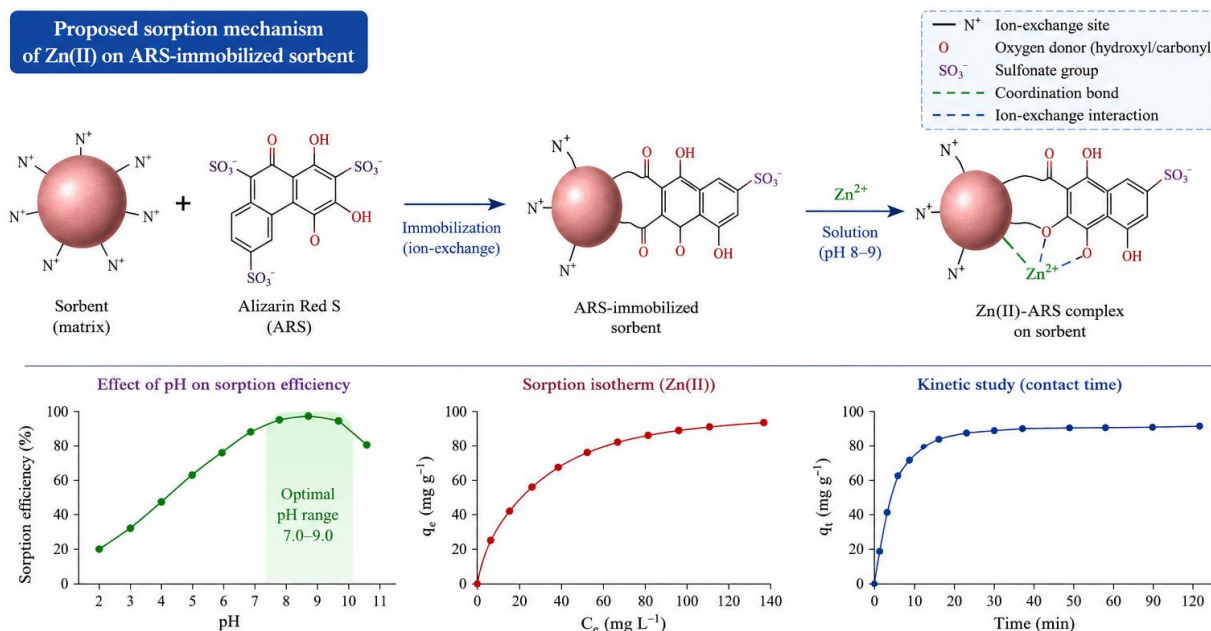 Proposed sorption mechanism
of Zn(II) on ARS-immobilized sorbent
N⁺ Ion-exchange site
O Oxygen donor (hydroxyl/carbonyl
SO₃⁻ Sulfonate group
Coordination bond
Ion-exchange interaction
N⁺
N⁺
N⁺
N⁺
N⁺
N⁺
N⁺
Sorbent
(matrix)
+
O
OH
SO₃⁻
SO₃⁻
OH
O
SO₃⁻
Alizarin Red S
(ARS)
Immobilization
(ion-exchange)
N⁺
N⁺
N⁺
O
OH
SO₃⁻
O
O
OH
ARS-immobilized
sorbent
Zn²⁺
Solution
(pH 8–9)
N⁺
N⁺
N⁺
O
OH
SO₃⁻
O
O
OH
Zn²⁺
Zn(II)-ARS complex
on sorbent
Effect of pH on sorption efficiency
Sorption efficiency (%)
100
80
60
40
20
0
Optimal
pH range
7.0–9.0
2 3 4 5 6 7 8 9 10 11
pH
Sorption isotherm (Zn(II))
qₑ (mg g⁻¹)
100
80
60
40
20
0
0 20 40 60 80 110 110 140
Cₑ (mg L⁻¹)
Kinetic study (contact time)
qₜ (mg g⁻¹)
100
80
60
40
20
0
0 10 20 30 40 60 90 120
Time (min)